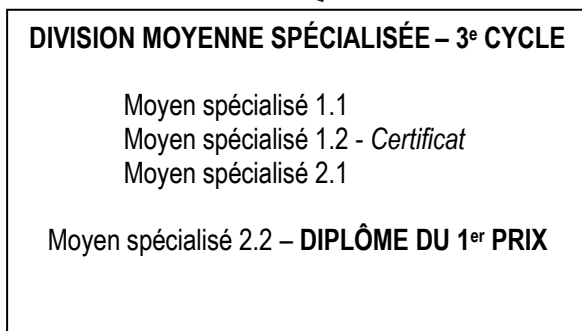 DIVISION MOYENNE SPÉCIALISÉE – 3e CYCLE
Moyen spécialisé 1.1
Moyen spécialisé 1.2 - Certificat
Moyen spécialisé 2.1
Moyen spécialisé 2.2 – DIPLÔME DU 1er PRIX